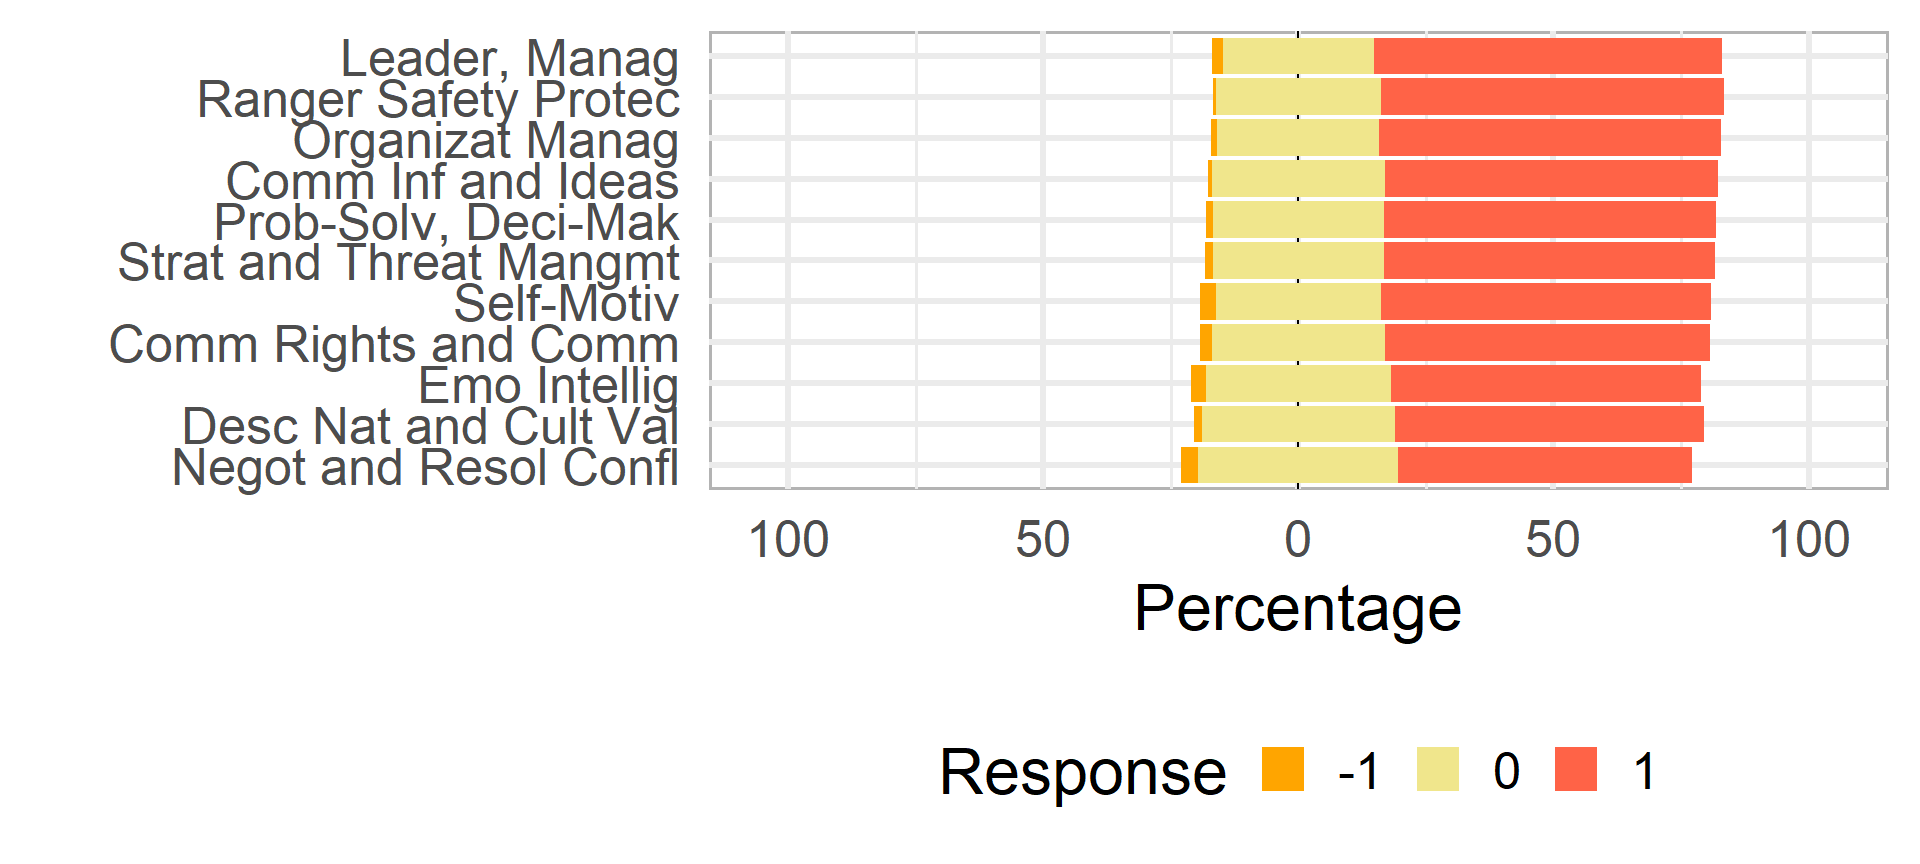 Leader, Manag
Ranger Safety Protec
Organizat Manag
Comm Inf and Ideas
Prob-Solv, Deci-Mak
Strat and Threat Mangmt
Self-Motiv
Comm Rights and Comm
Emo Intellig
Desc Nat and Cult Val
Negot and Resol Confl
100 50 0 50 100
Percentage
Response -1 0 1